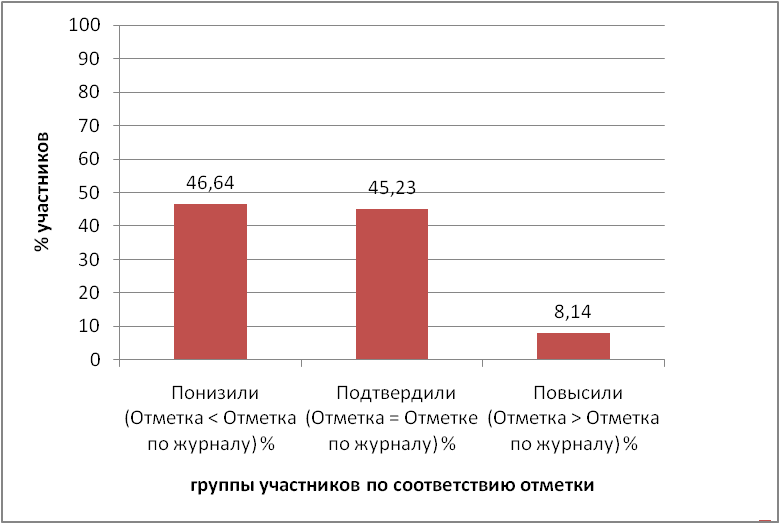 % участников
100
90
80
70
60
50
40
30
20
10
0
46,64
45,23
8,14
Понизили
(Отметка < Отметка
по журналу) %
Подтвердили
(Отметка = Отметке
по журналу) %
Повысили
(Отметка > Отметка
по журналу) %
группы участников по соответствию отметки